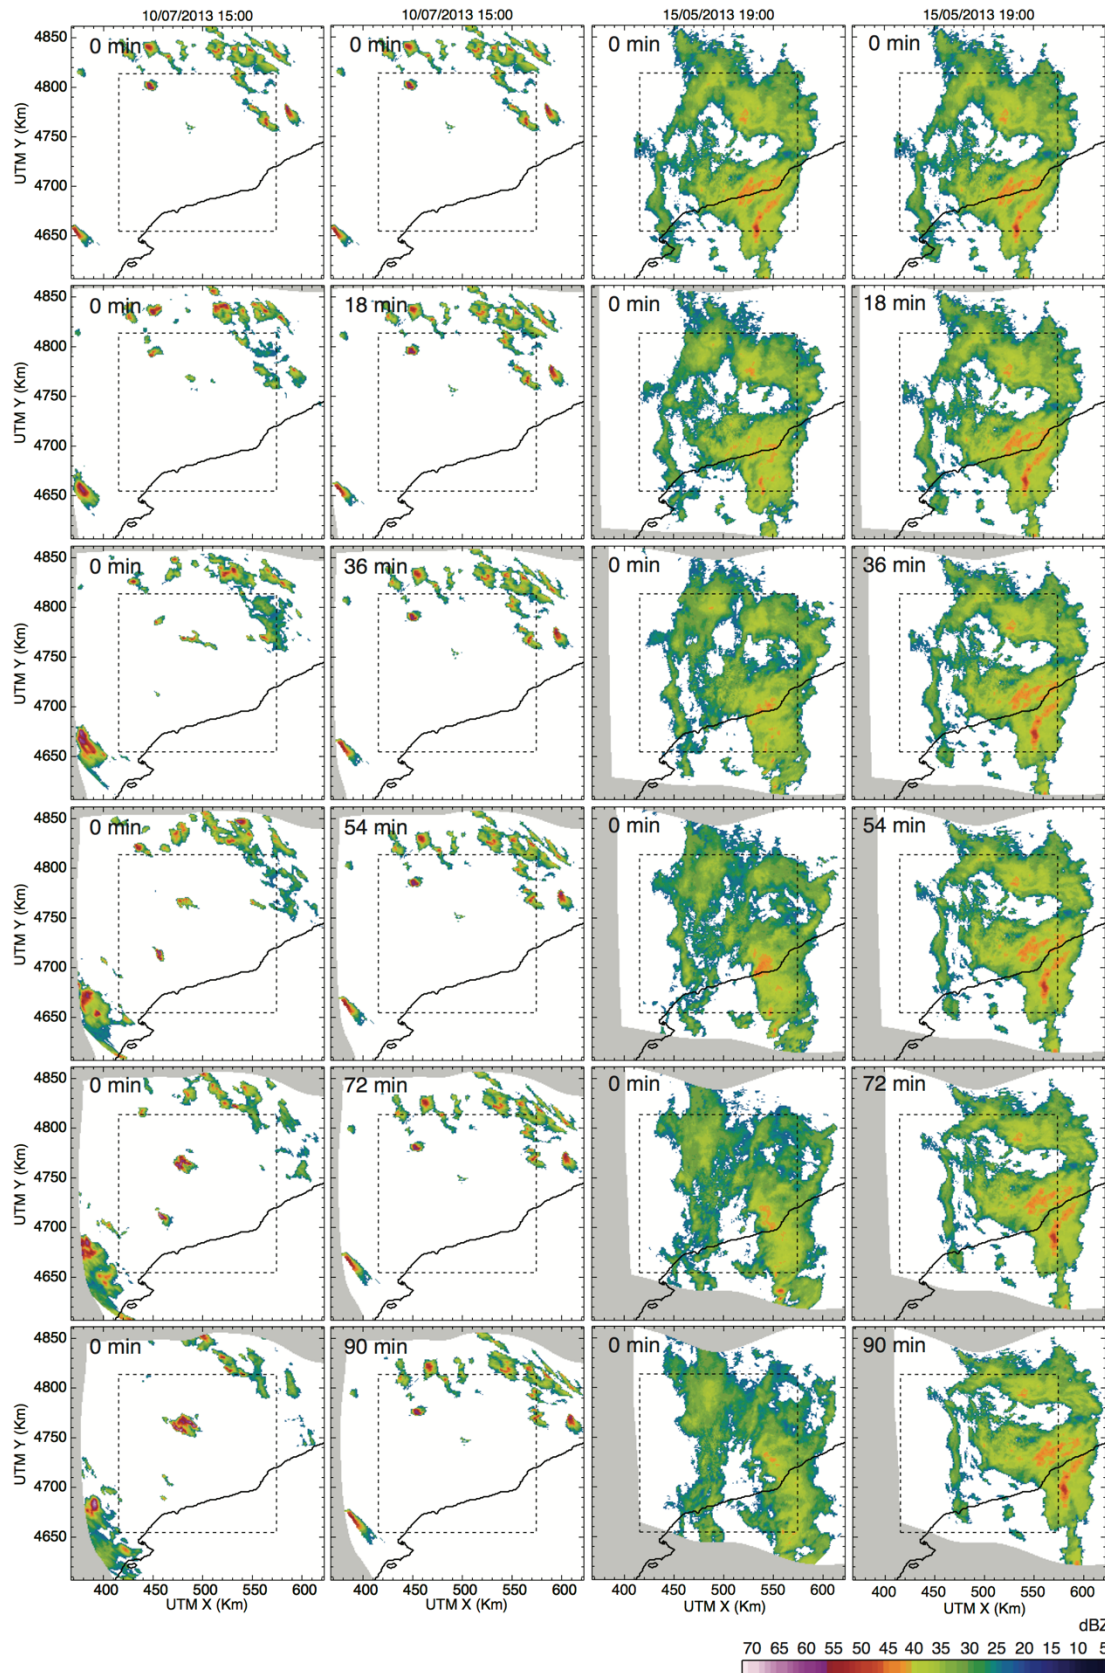 10/07/2013 15:00 10/07/2013 15:00 15/05/2013 19:00 15/05/2013 19:00
4850 0 min 0 min 0 min 0 min
4800
UTM Y (Km)
4750
4700
4650
4850 0 min 18 min 0 min 18 min
4800
UTM Y (Km)
4750
4700
4650
4850 0 min 36 min 0 min 36 min
4800
UTM Y (Km)
4750
4700
4650
4850 0 min 54 min 0 min 54 min
4800
UTM Y (Km)
4750
4700
4650
4850 0 min 72 min 0 min 72 min
4800
UTM Y (Km)
4750
4700
4650
4850 0 min 90 min 0 min 90 min
4800
UTM Y (Km)
4750
4700
4650
400 450 500 550 600 400 450 500 550 600 400 450 500 550 600 400 450 500 550 600
UTM X (Km) UTM X (Km) UTM X (Km) UTM X (Km)
dBZ
70 65 60 55 50 45 40 35 30 25 20 15 10 5